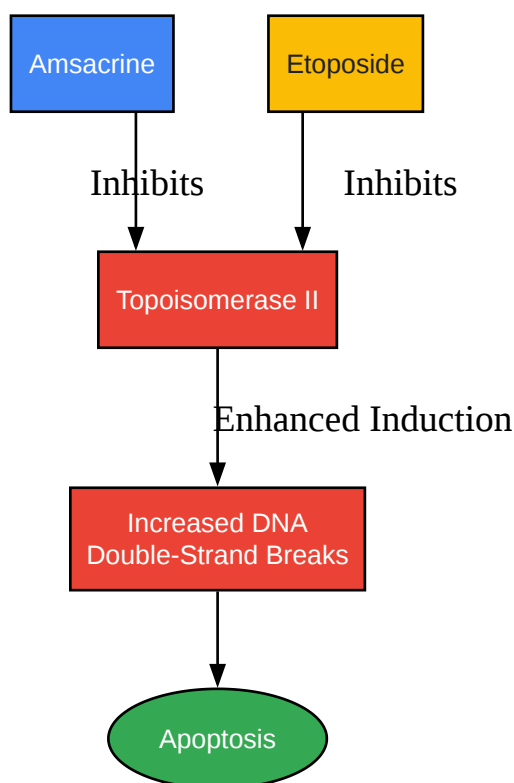 Amsacrine
Etoposide
Inhibits
Inhibits
Topoisomerase II
Enhanced Induction
Increased DNA
Double-Strand Breaks
Apoptosis